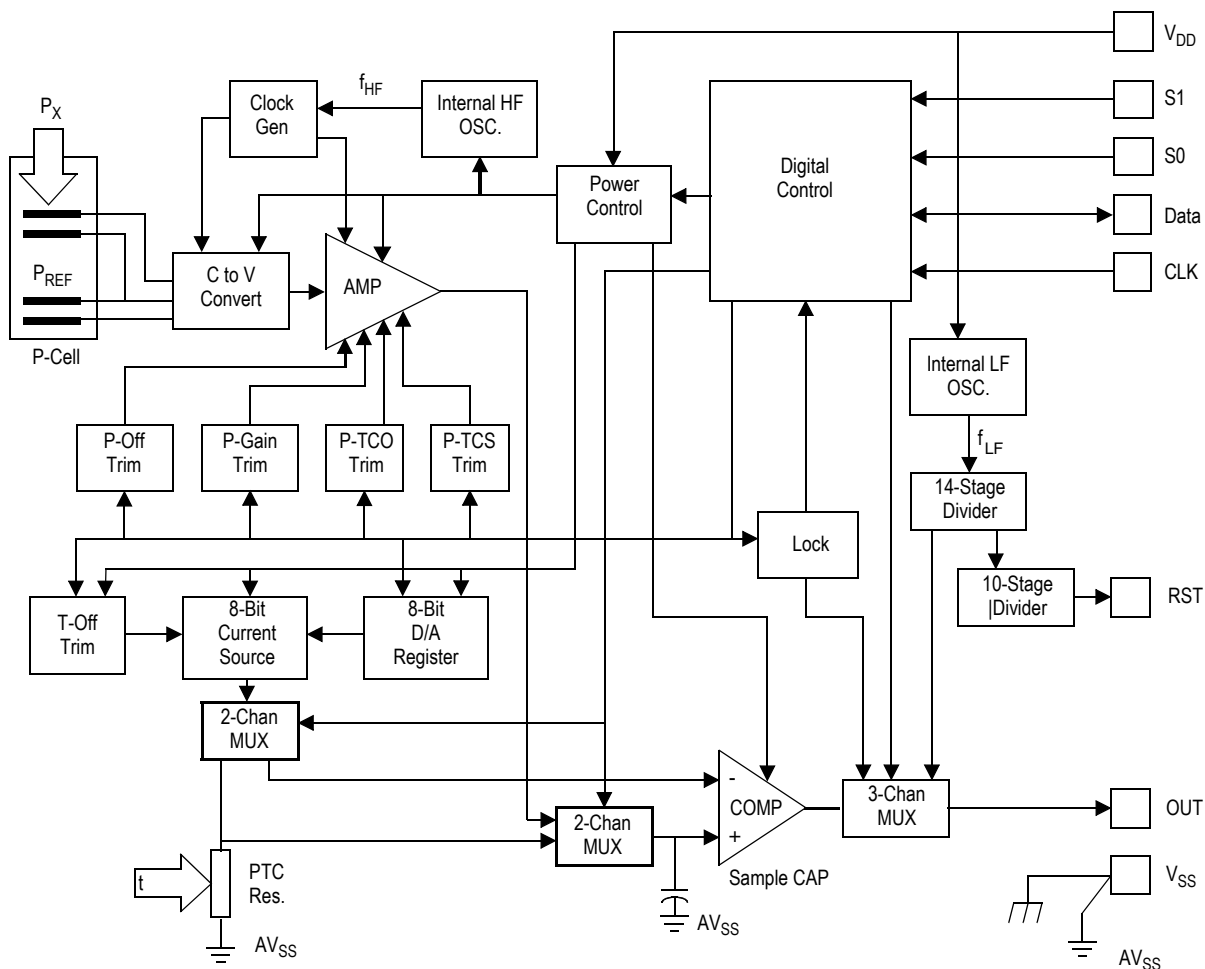 V_DD
f_HF
Clock
Gen
Internal HF
OSC.
S1
P_X
S0
Digital
Control
Power
Control
Data
P_REF
C to V
Convert
AMP
CLK
P-Cell
Internal LF
OSC.
P-Off
Trim
P-Gain
Trim
P-TCO
Trim
P-TCS
Trim
f_LF
14-Stage
Divider
Lock
10-Stage
|Divider
RST
T-Off
Trim
8-Bit
Current
Source
8-Bit
D/A
Register
2-Chan
MUX
-
COMP
+
3-Chan
MUX
OUT
2-Chan
MUX
t
PTC
Res.
Sample CAP
V_SS
AV_SS
AV_SS
AV_SS